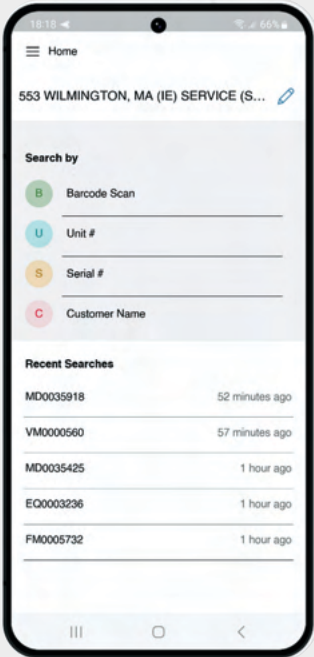 18:18
66%
Home
553 WILMINGTON, MA (IE) SERVICE (S...
Search by
B Barcode Scan
U Unit #
S Serial #
C Customer Name
Recent Searches
MD0035918 52 minutes ago
VM0000560 57 minutes ago
MD0035425 1 hour ago
EQ0003236 1 hour ago
FM0005732 1 hour ago